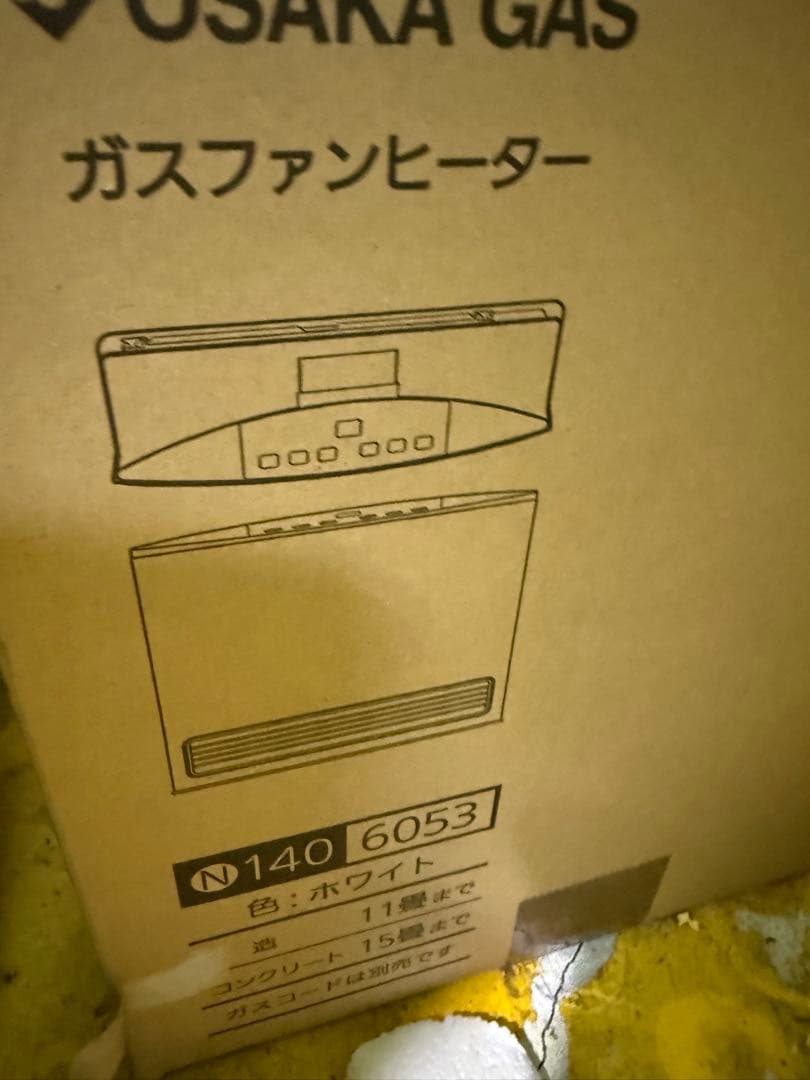 OSAKA GAS
ガスファンヒーター
Ⓝ140 6053
色：ホワイト
造 11畳まで
コンクリート 15畳まで
ガスコードは別売です